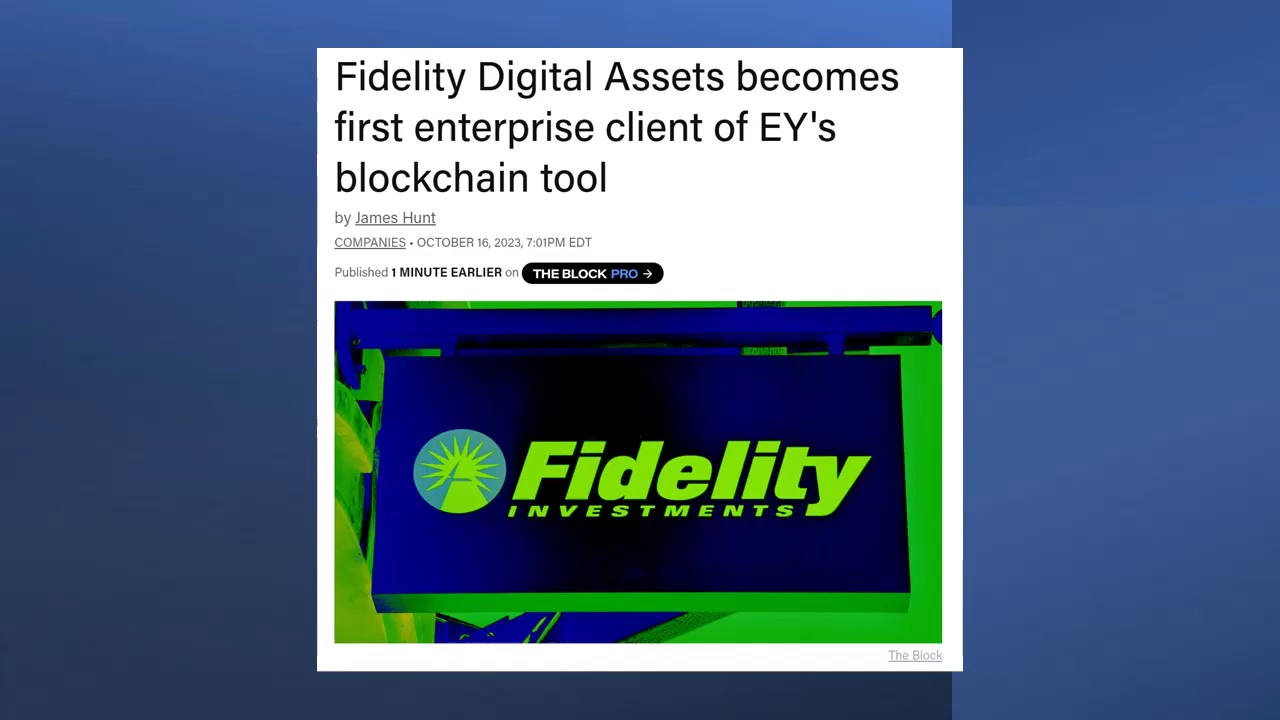 Fidelity Digital Assets becomes
first enterprise client of EY's
blockchain tool
by James Hunt
COMPANIES • OCTOBER 16, 2023, 7:01PM EDT
Published 1 MINUTE EARLIER on THE BLOCK PRO →
Fidelity
INVESTMENTS
The Block